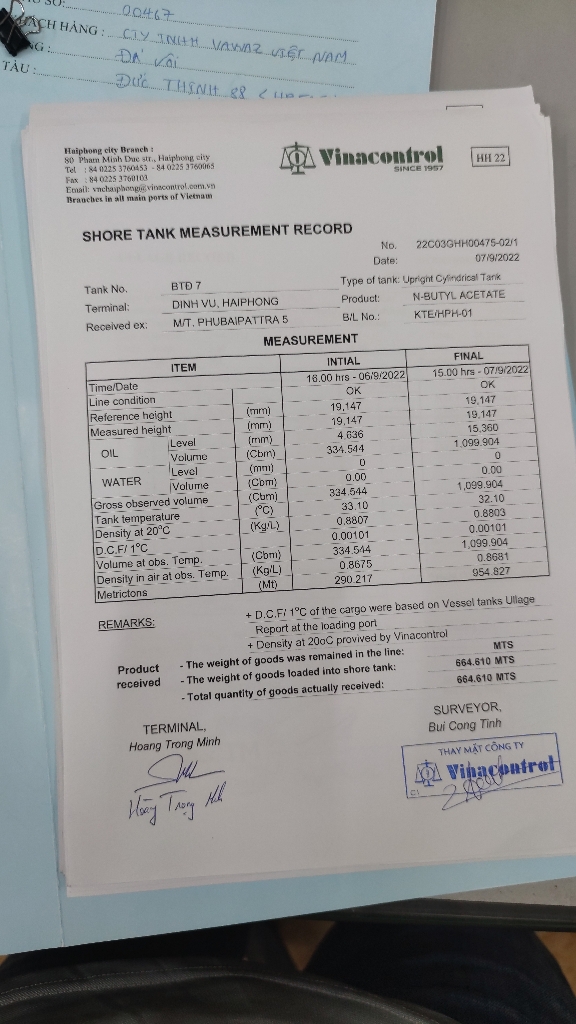 00467
ÁCH HÀNG : CTY TNHH VAWAZ VIỆT NAM
NG :
TÀU :
ĐỨC THỊNH 88
Haiphong city Branch :
80 Pham Minh Duc str., Haiphong city
Tel : 84 0225 3760453 - 84 0225 3760065
Fax : 84 0225 3760103
Email: vnchaiphong@vinacontrol.com.vn
Branches in all main ports of Vietnam
Vinacontrol
SINCE 1957
HH 22
SHORE TANK MEASUREMENT RECORD
No. 22C03GHH00475-02/1
Date: 07/9/2022
Tank No. BTĐ 7 Type of tank: Upright Cylindrical Tank
Terminal: DINH VU, HAIPHONG Product: N-BUTYL ACETATE
Received ex: M/T. PHUBAIPATTRA 5 B/L No.: KTE/HPH-01
MEASUREMENT
ITEM INTIAL FINAL
Time/Date 16.00 hrs - 06/9/2022 15.00 hrs - 07/9/2022
Line condition OK OK
Reference height (mm) 19,147 19,147
Measured height (mm) 19,147 19,147
OIL Level (mm) 4,636 15,360
Volume (Cbm) 334.544 1,099.904
WATER Level (mm) 0 0
Volume (Cbm) 0.00 0.00
Gross observed volume (Cbm) 334.544 1,099.904
Tank temperature (°C) 33.10 32.10
Density at 20°C (Kg/L) 0.8807 0.8803
D.C.F/ 1°C 0.00101 0.00101
Volume at obs. Temp. (Cbm) 334.544 1,099.904
Density in air at obs. Temp. (Kg/L) 0.8675 0.8681
Metrictons (Mt) 290.217 954.827
REMARKS: + D.C.F/ 1°C of the cargo were based on Vessel tanks Ullage
Report at the loading port
+ Density at 20oC provived by Vinacontrol
Product received
- The weight of goods was remained in the line: MTS
- The weight of goods loaded into shore tank: 664.610 MTS
- Total quantity of goods actually received: 664.610 MTS
TERMINAL,
Hoang Trong Minh
Hoàng Trọng Minh
SURVEYOR,
Bui Cong Tinh
THAY MẶT CÔNG TY
Vinacontrol